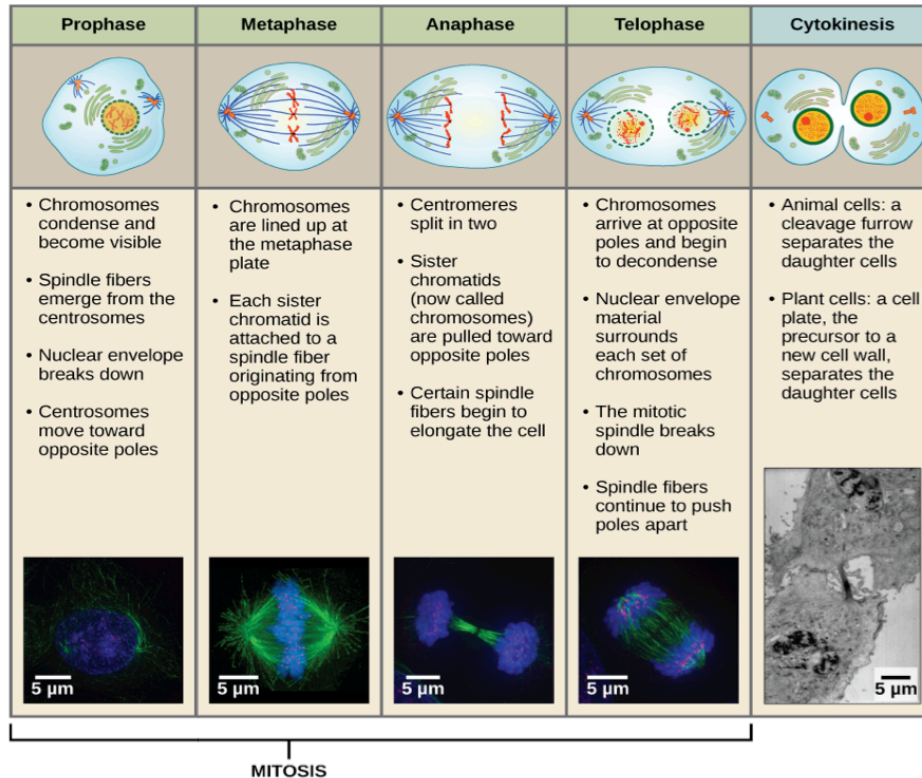 Prophase
Metaphase
Anaphase
Telophase
Cytokinesis
• Chromosomes
condense and
become visible
• Spindle fibers
emerge from the
centrosomes
• Nuclear envelope
breaks down
• Centrosomes
move toward
opposite poles
• Chromosomes
are lined up at
the metaphase
plate
• Each sister
chromatid is
attached to a
spindle fiber
originating from
opposite poles
• Centromeres
split in two
• Sister
chromatids
(now called
chromosomes)
are pulled toward
opposite poles
• Certain spindle
fibers begin to
elongate the cell
• Chromosomes
arrive at opposite
poles and begin
to decondense
• Nuclear envelope
material
surrounds
each set of
chromosomes
• The mitotic
spindle breaks
down
• Spindle fibers
continue to push
poles apart
• Animal cells: a
cleavage furrow
separates the
daughter cells
• Plant cells: a cell
plate, the
precursor to a
new cell wall,
separates the
daughter cells
5 µm
5 µm
5 µm
5 µm
5 µm
MITOSIS